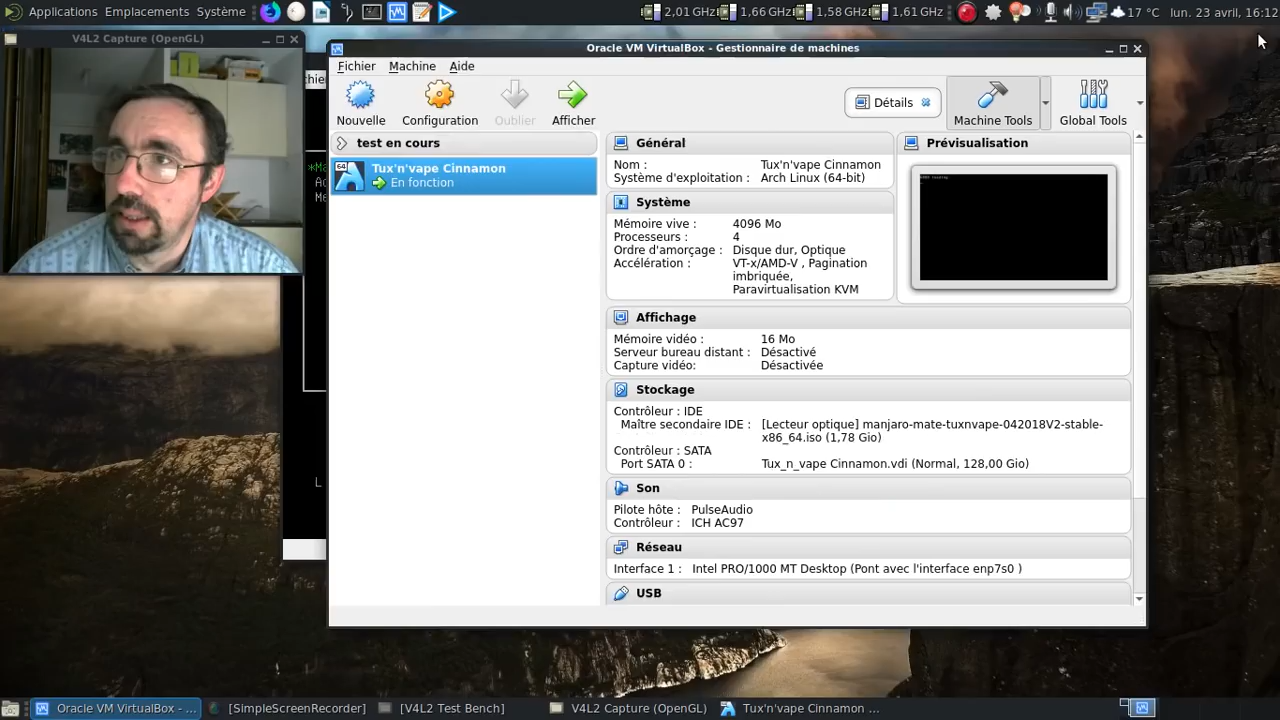 Applications Emplacements Système
2,01 GHz 1,66 GHz 1,58 GHz 1,61 GHz 17 °C lun. 23 avril, 16:12
V4L2 Capture (OpenGL)
Oracle VM VirtualBox - Gestionnaire de machines
Fichier Machine Aide
Nouvelle Configuration Oublier Afficher
Détails Machine Tools Global Tools
test en cours
64
Tux'n'vape Cinnamon
En fonction
Général
Nom : Tux'n'vape Cinnamon
Système d'exploitation : Arch Linux (64-bit)
Prévisualisation
Système
Mémoire vive : 4096 Mo
Processeurs : 4
Ordre d'amorçage : Disque dur, Optique
Accélération : VT-x/AMD-V , Pagination
imbriquée,
Paravirtualisation KVM
Affichage
Mémoire vidéo : 16 Mo
Serveur bureau distant : Désactivé
Capture vidéo: Désactivée
Stockage
Contrôleur : IDE
Maître secondaire IDE : [Lecteur optique] manjaro-mate-tuxnvape-042018V2-stable-
x86_64.iso (1,78 Gio)
Contrôleur : SATA
Port SATA 0 : Tux_n_vape Cinnamon.vdi (Normal, 128,00 Gio)
Son
Pilote hôte : PulseAudio
Contrôleur : ICH AC97
Réseau
Interface 1 : Intel PRO/1000 MT Desktop (Pont avec l'interface enp7s0 )
USB
Oracle VM VirtualBox - ... [SimpleScreenRecorder] [V4L2 Test Bench] V4L2 Capture (OpenGL) Tux'n'vape Cinnamon ...